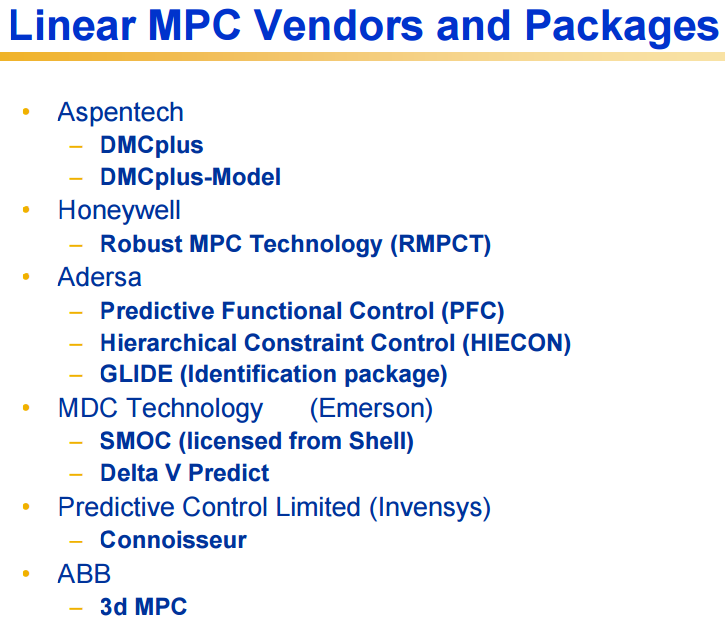 Linear MPC Vendors and Packages
• Aspentech
– DMCplus
– DMCplus-Model
• Honeywell
– Robust MPC Technology (RMPCT)
• Adersa
– Predictive Functional Control (PFC)
– Hierarchical Constraint Control (HIECON)
– GLIDE (Identification package)
• MDC Technology (Emerson)
– SMOC (licensed from Shell)
– Delta V Predict
• Predictive Control Limited (Invensys)
– Connoisseur
• ABB
– 3d MPC